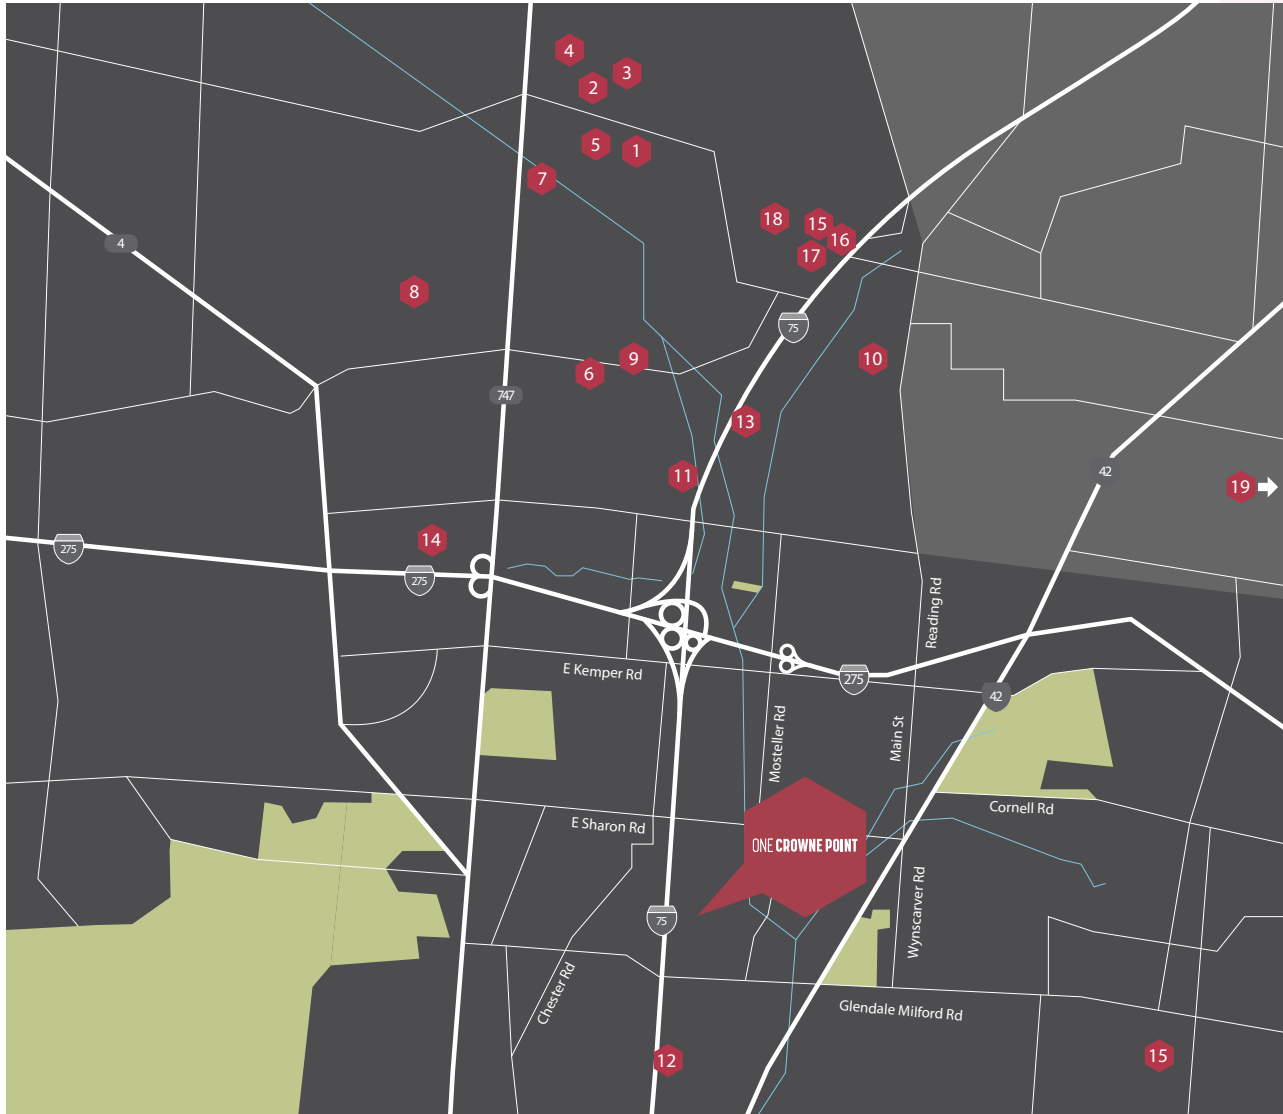 4
3
2
5
1
7
18
15
16
4
17
8
75
9
10
6
747
13
42
11
19
14
275
275
Reading Rd
E Kemper Rd
275
42
Mosteller Rd
Main St
Cornell Rd
E Sharon Rd
ONE CROWNE POINT
Wynscarver Rd
75
Chester Rd
Glendale Milford Rd
15
12